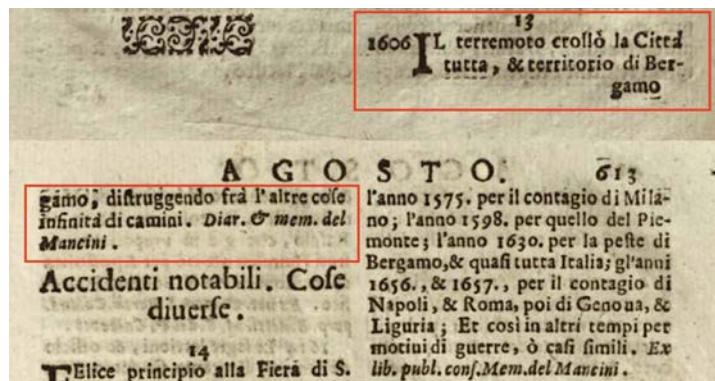 13
1606 IL terremoto crollò la Città
tutta, & territorio di Ber-
gamo
AGOSTO. 613
gamo; distruggendo frà l'altre cose
infinità di camini. Diar. & mem. del
Mancini.
Accidenti notabili. Cose
diuerse.
14
FElice principio alla Fiera di S.
l'anno 1575. per il contagio di Mila-
no; l'anno 1598. per quello del Pie-
monte; l'anno 1630. per la peste di
Bergamo, & quasi tutta Italia; gl'anni
1656., & 1657., per il contagio di
Napoli, & Roma, poi di Genoua, &
Liguria; Et così in altri tempi per
motiui di guerre, ò casi simili. Ex
lib. publ. conf. Mem. del Mancini.